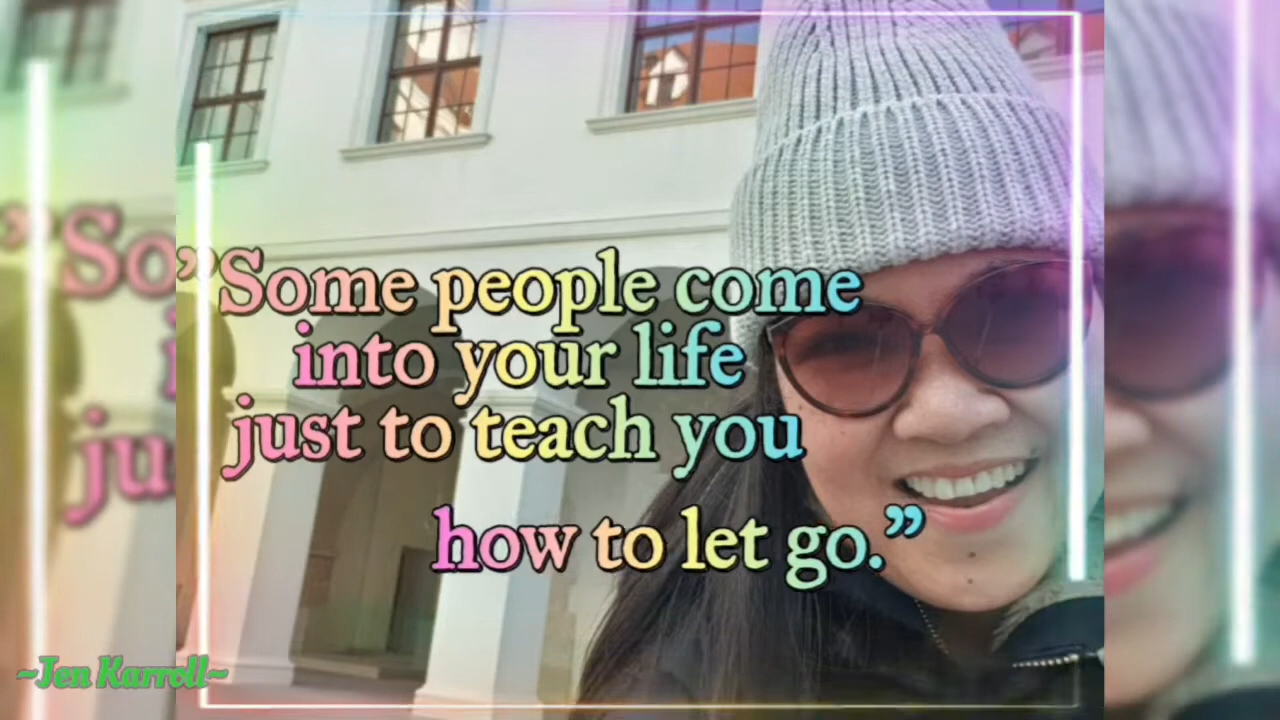 ”Some people come
into your life
just to teach you
how to let go.”
~Jen Karroll~